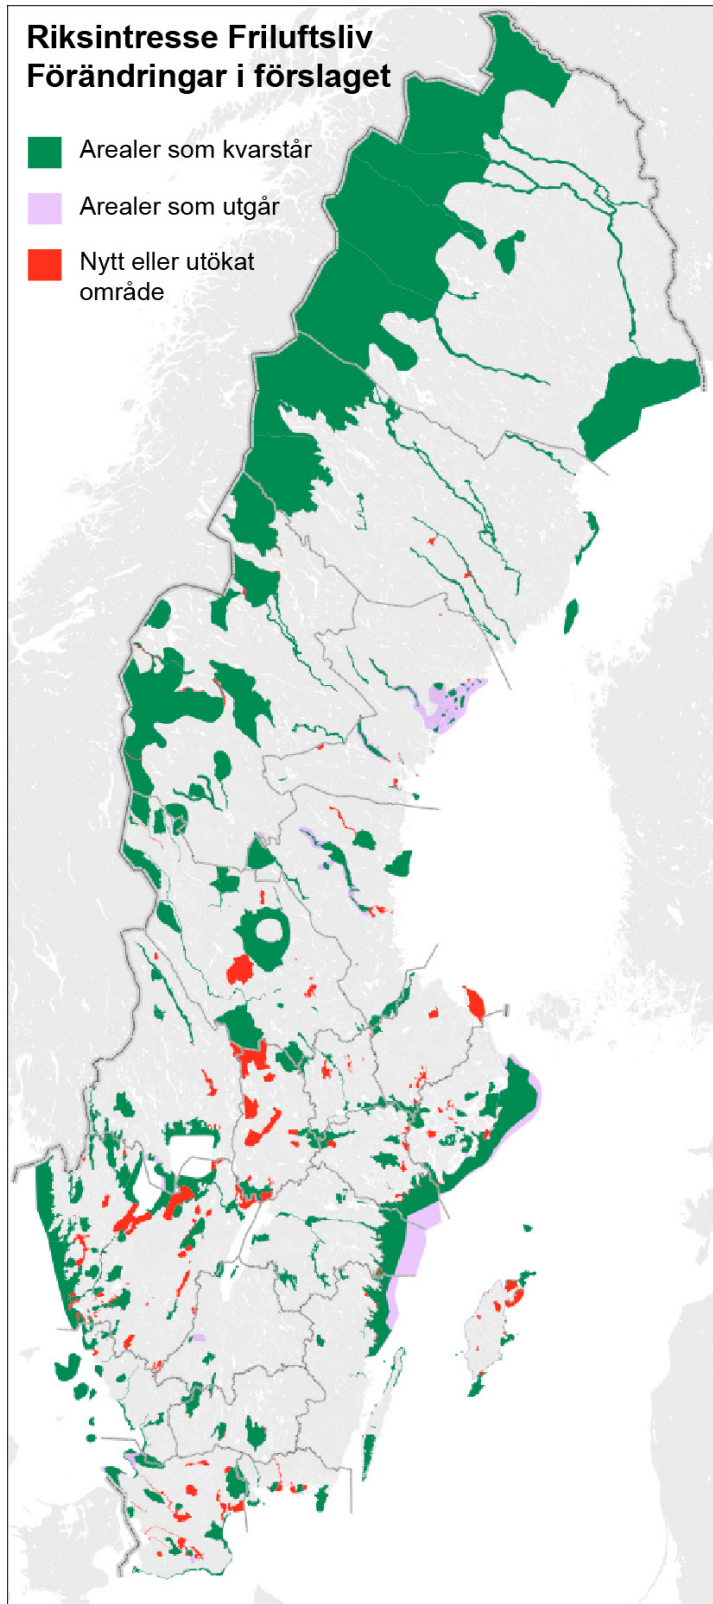 Riksintresse Friluftsliv
Förändringar i förslaget
Arealer som kvarstår
Arealer som utgår
Nytt eller utökat
område